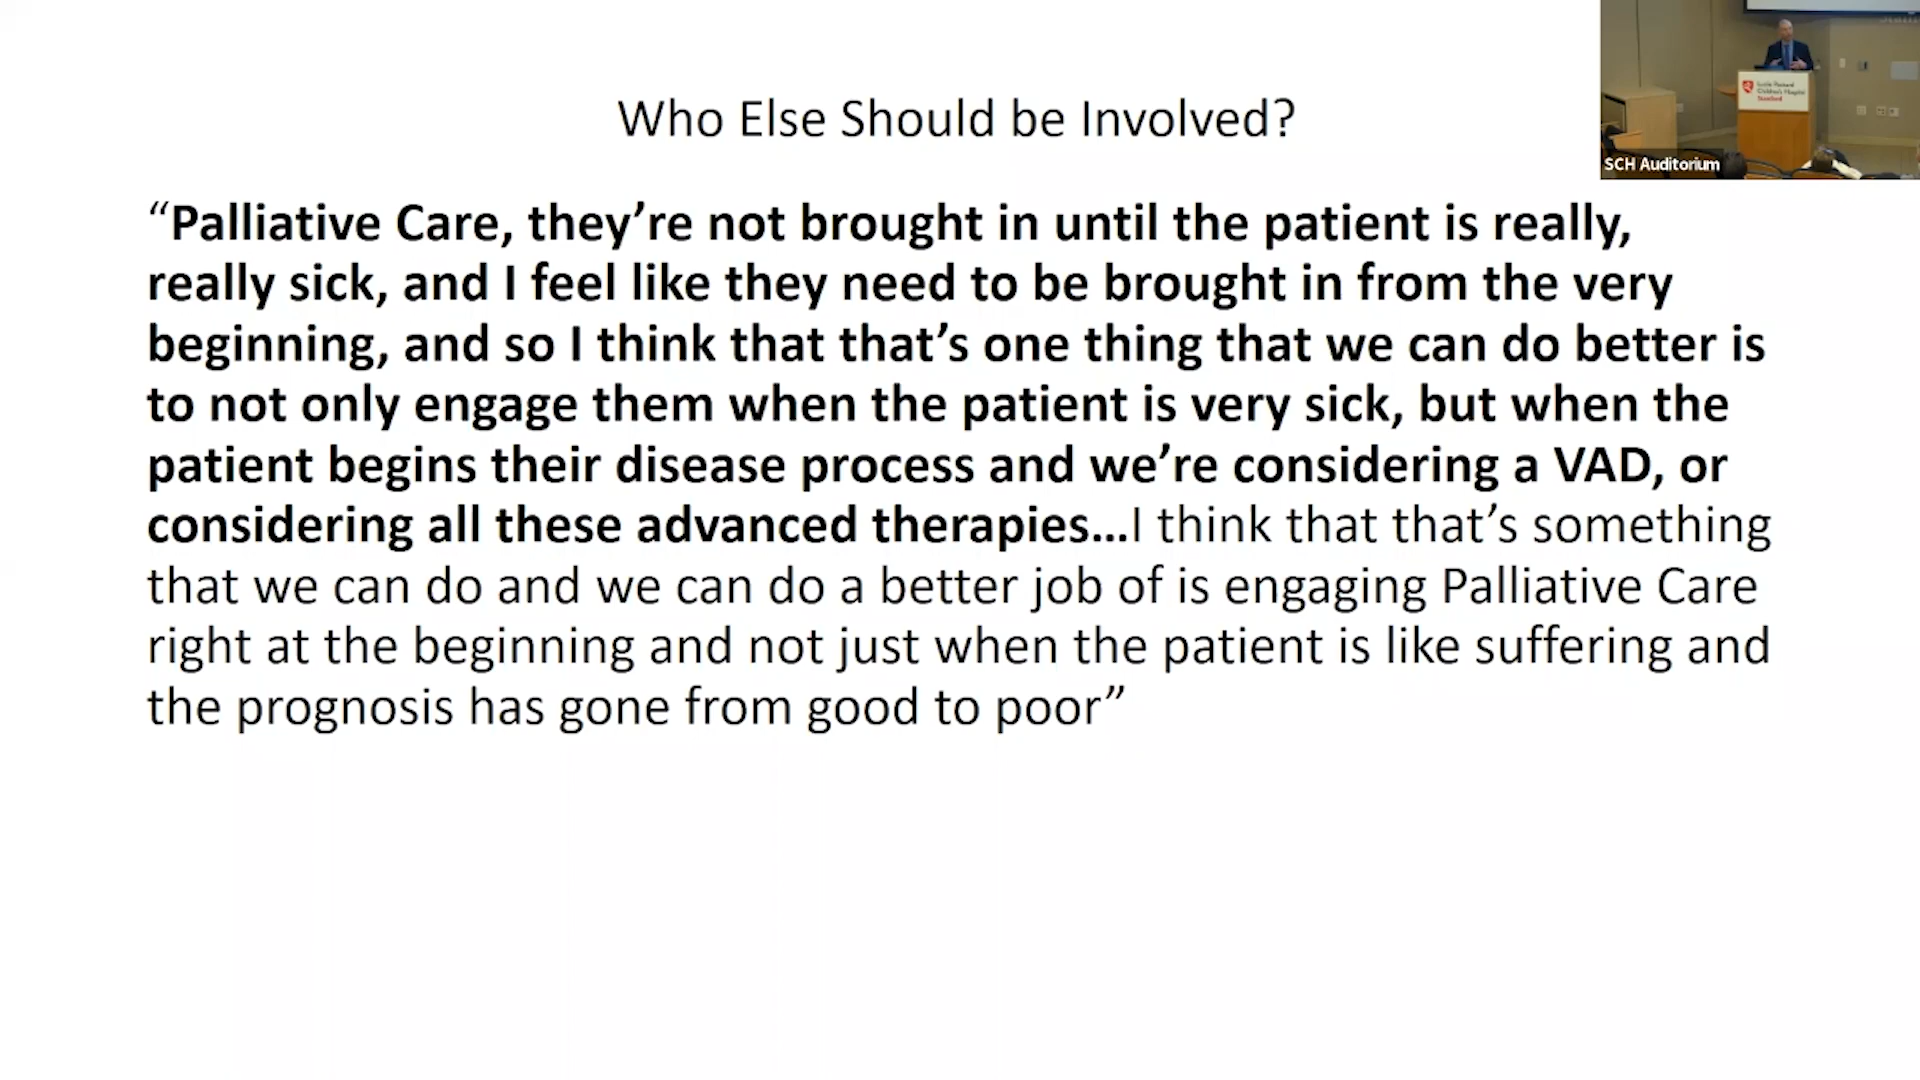 Who Else Should be Involved?
“Palliative Care, they’re not brought in until the patient is really,
really sick, and I feel like they need to be brought in from the very
beginning, and so I think that that’s one thing that we can do better is
to not only engage them when the patient is very sick, but when the
patient begins their disease process and we’re considering a VAD, or
considering all these advanced therapies…I think that that’s something
that we can do and we can do a better job of is engaging Palliative Care
right at the beginning and not just when the patient is like suffering and
the prognosis has gone from good to poor”
Children's Hospital
Stanford
SCH Auditorium